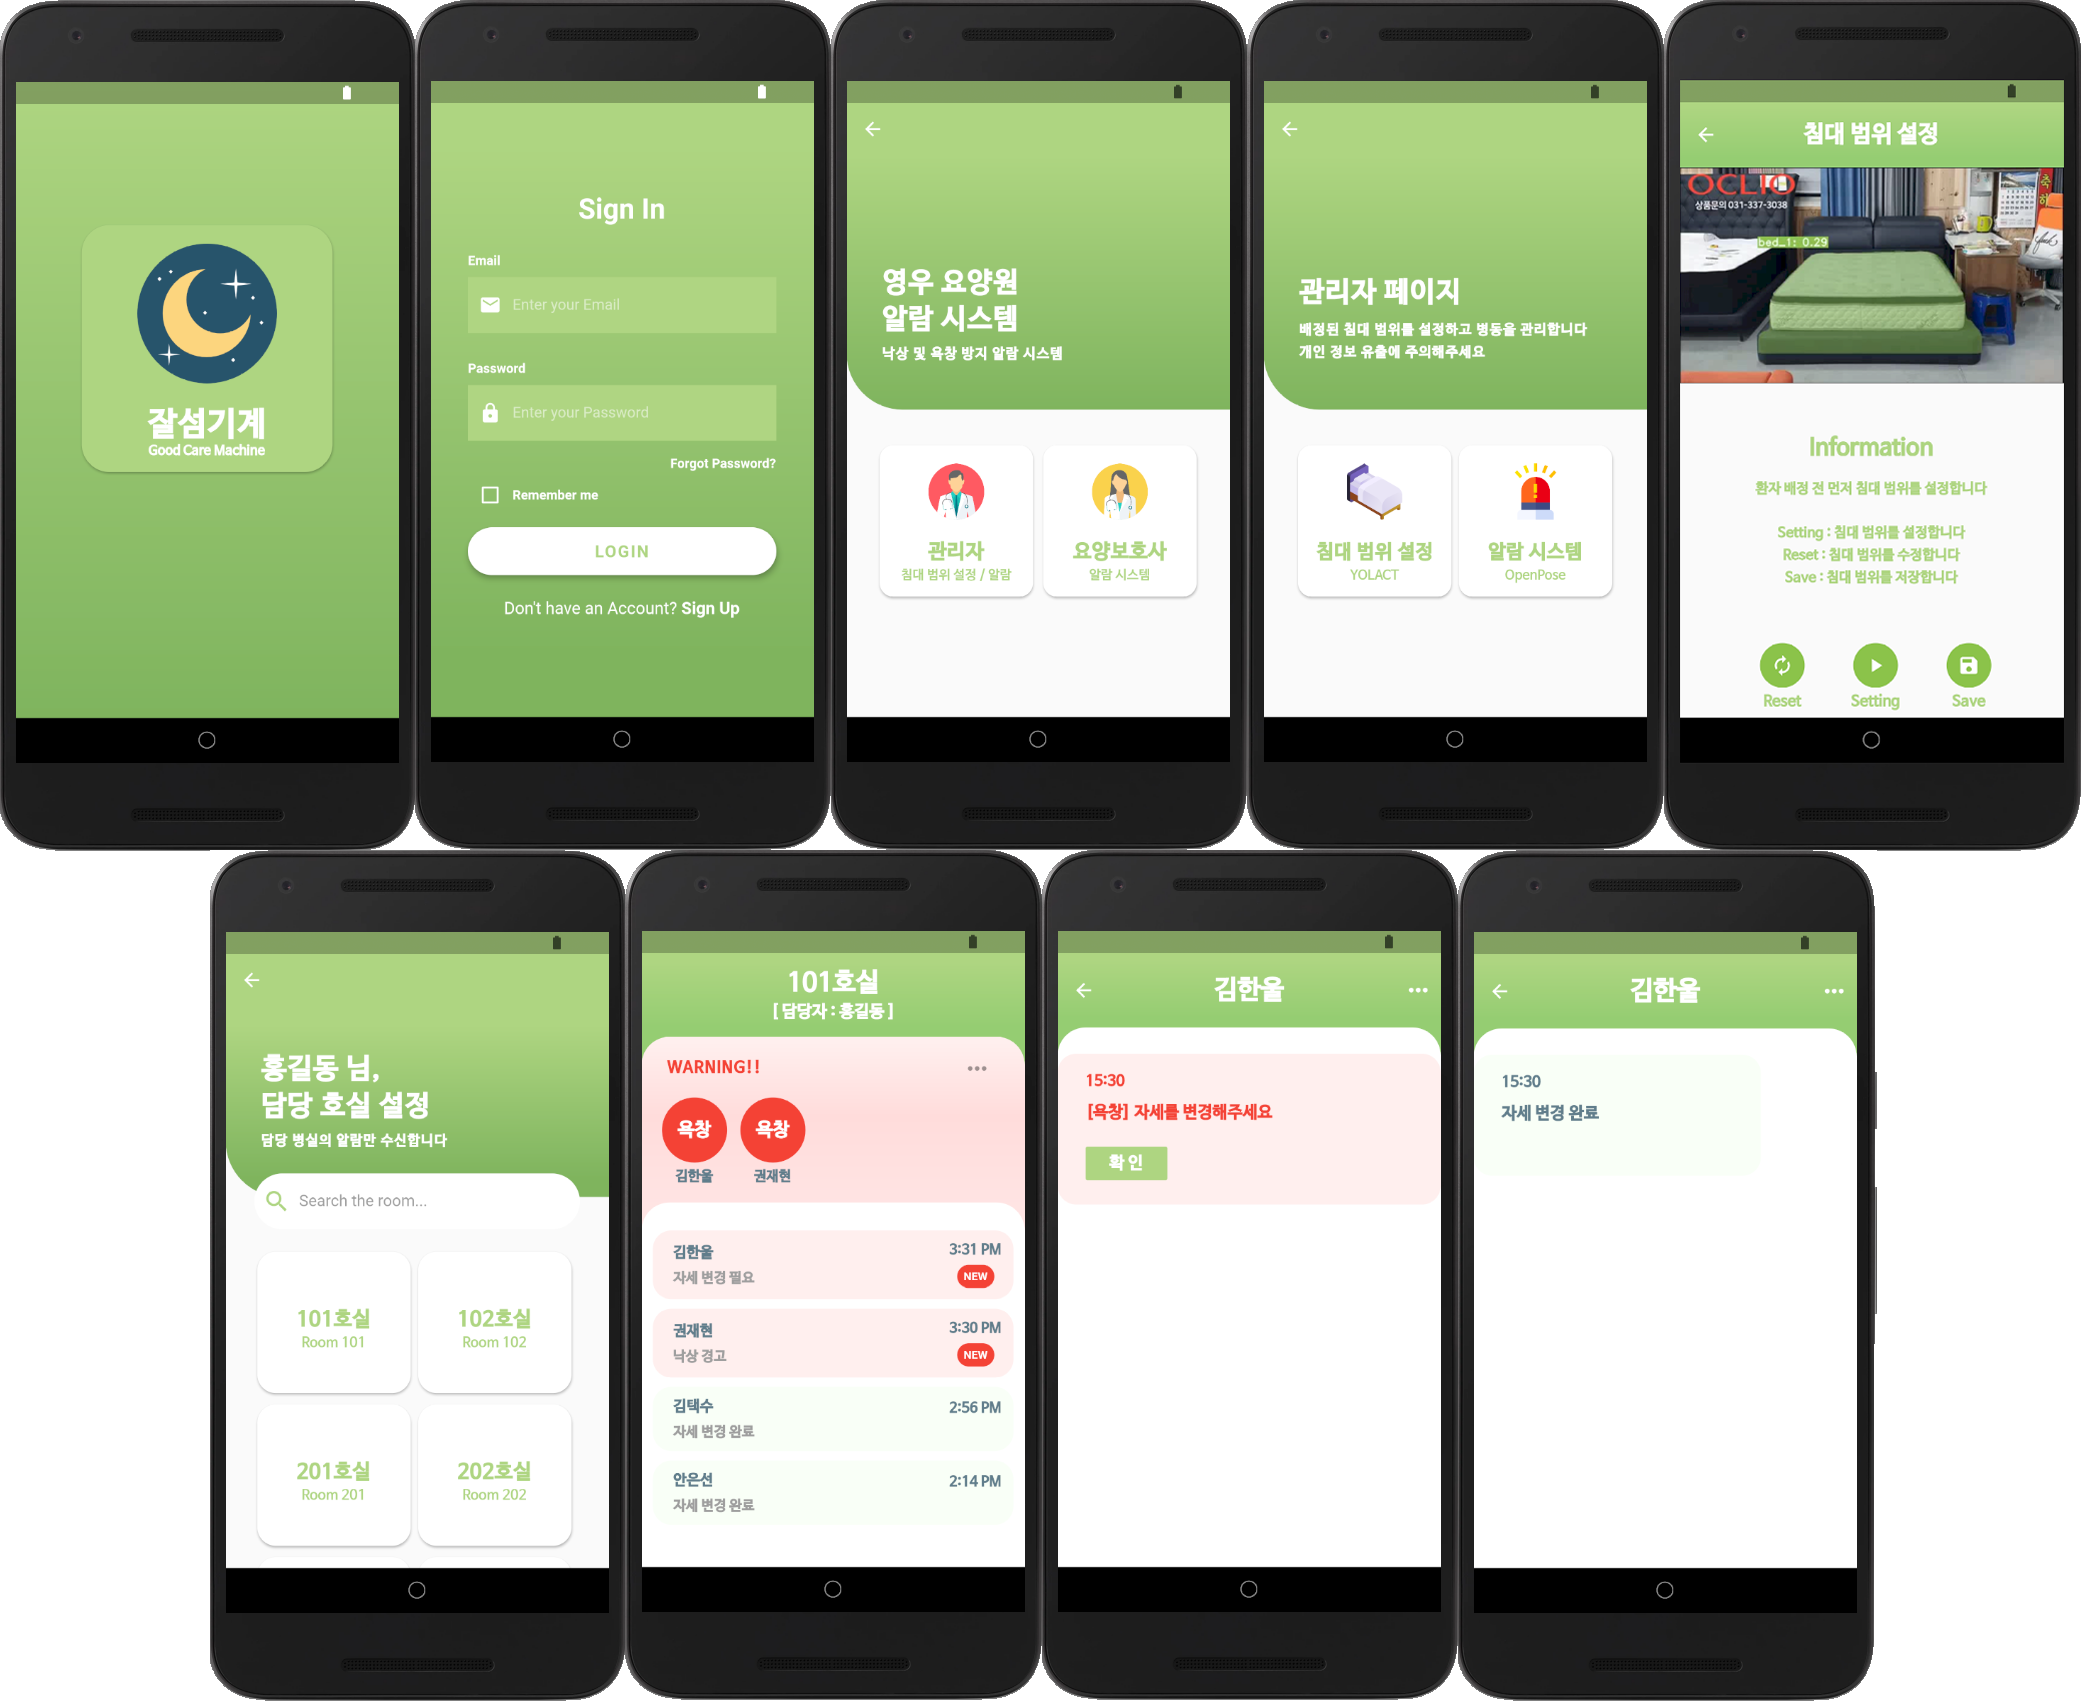 잘섬기계
Good Care Machine
Sign In
Email
Enter your Email
Password
Enter your Password
Forgot Password?
Remember me
LOGIN
Don't have an Account? Sign Up
영우 요양원
알람 시스템
낙상 및 욕창 방지 알람 시스템
관리자
침대 범위 설정 / 알람
요양보호사
알람 시스템
관리자 페이지
배정된 침대 범위를 설정하고 병동을 관리합니다
개인 정보 유출에 주의해주세요
침대 범위 설정
YOLACT
알람 시스템
OpenPose
침대 범위 설정
OCLIO
상품문의 031-337-3038
bed_1: 0.29
Information
환자 배정 전 먼저 침대 범위를 설정합니다
Setting : 침대 범위를 설정합니다
Reset : 침대 범위를 수정합니다
Save : 침대 범위를 저장합니다
Reset
Setting
Save
홍길동 님,
담당 호실 설정
담당 병실의 알람만 수신합니다
Search the room...
101호실
Room 101
102호실
Room 102
201호실
Room 201
202호실
Room 202
101호실
[ 담당자 : 홍길동 ]
WARNING!!
욕창
욕창
김한울
권재현
김한울
3:31 PM
자세 변경 필요
NEW
권재현
3:30 PM
낙상 경고
NEW
김택수
2:56 PM
자세 변경 완료
안은선
2:14 PM
자세 변경 완료
김한울
15:30
[욕창] 자세를 변경해주세요
확 인
김한울
15:30
자세 변경 완료